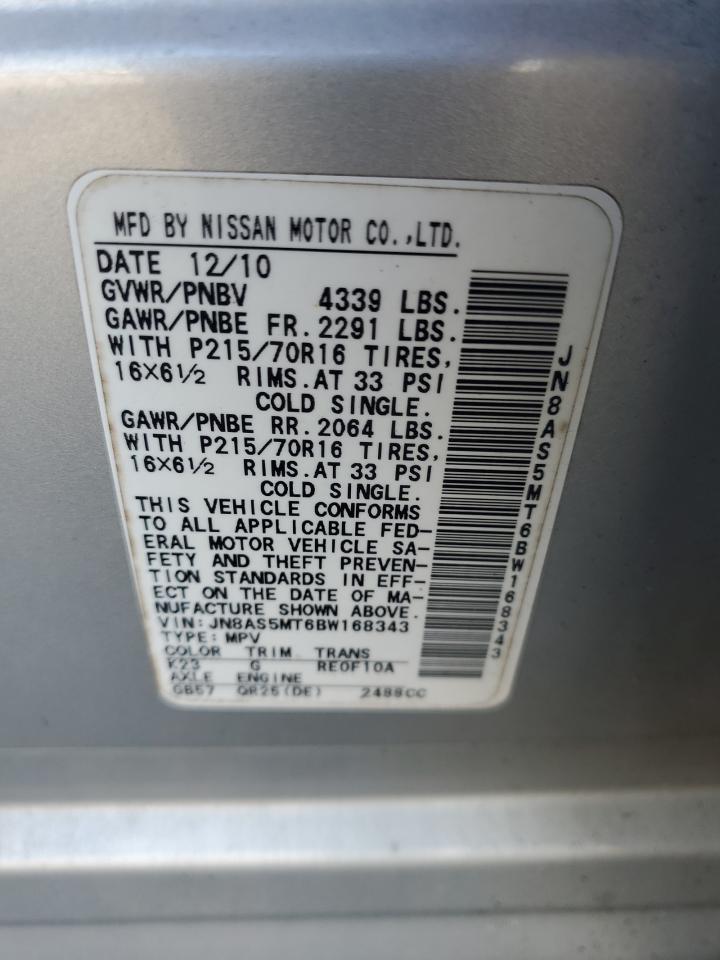 MFD BY NISSAN MOTOR CO.,LTD.
DATE 12/10
GVWR/PNBV 4339 LBS.
GAWR/PNBE FR.2291 LBS.
WITH P215/70R16 TIRES,
16X6½ RIMS.AT 33 PSI
COLD SINGLE.
GAWR/PNBE RR.2064 LBS.
WITH P215/70R16 TIRES,
16X6½ RIMS.AT 33 PSI
COLD SINGLE.
THIS VEHICLE CONFORMS
TO ALL APPLICABLE FED-
ERAL MOTOR VEHICLE SA-
FETY AND THEFT PREVEN-
TION STANDARDS IN EFF-
ECT ON THE DATE OF MA-
NUFACTURE SHOWN ABOVE.
VIN:JN8AS5MT6BW168343
TYPE:MPV
COLOR TRIM TRANS
K23 G RE0F10A
AXLE ENGINE
GB57 QR25(DE) 2488CC
JN8AS5MT6BW168343